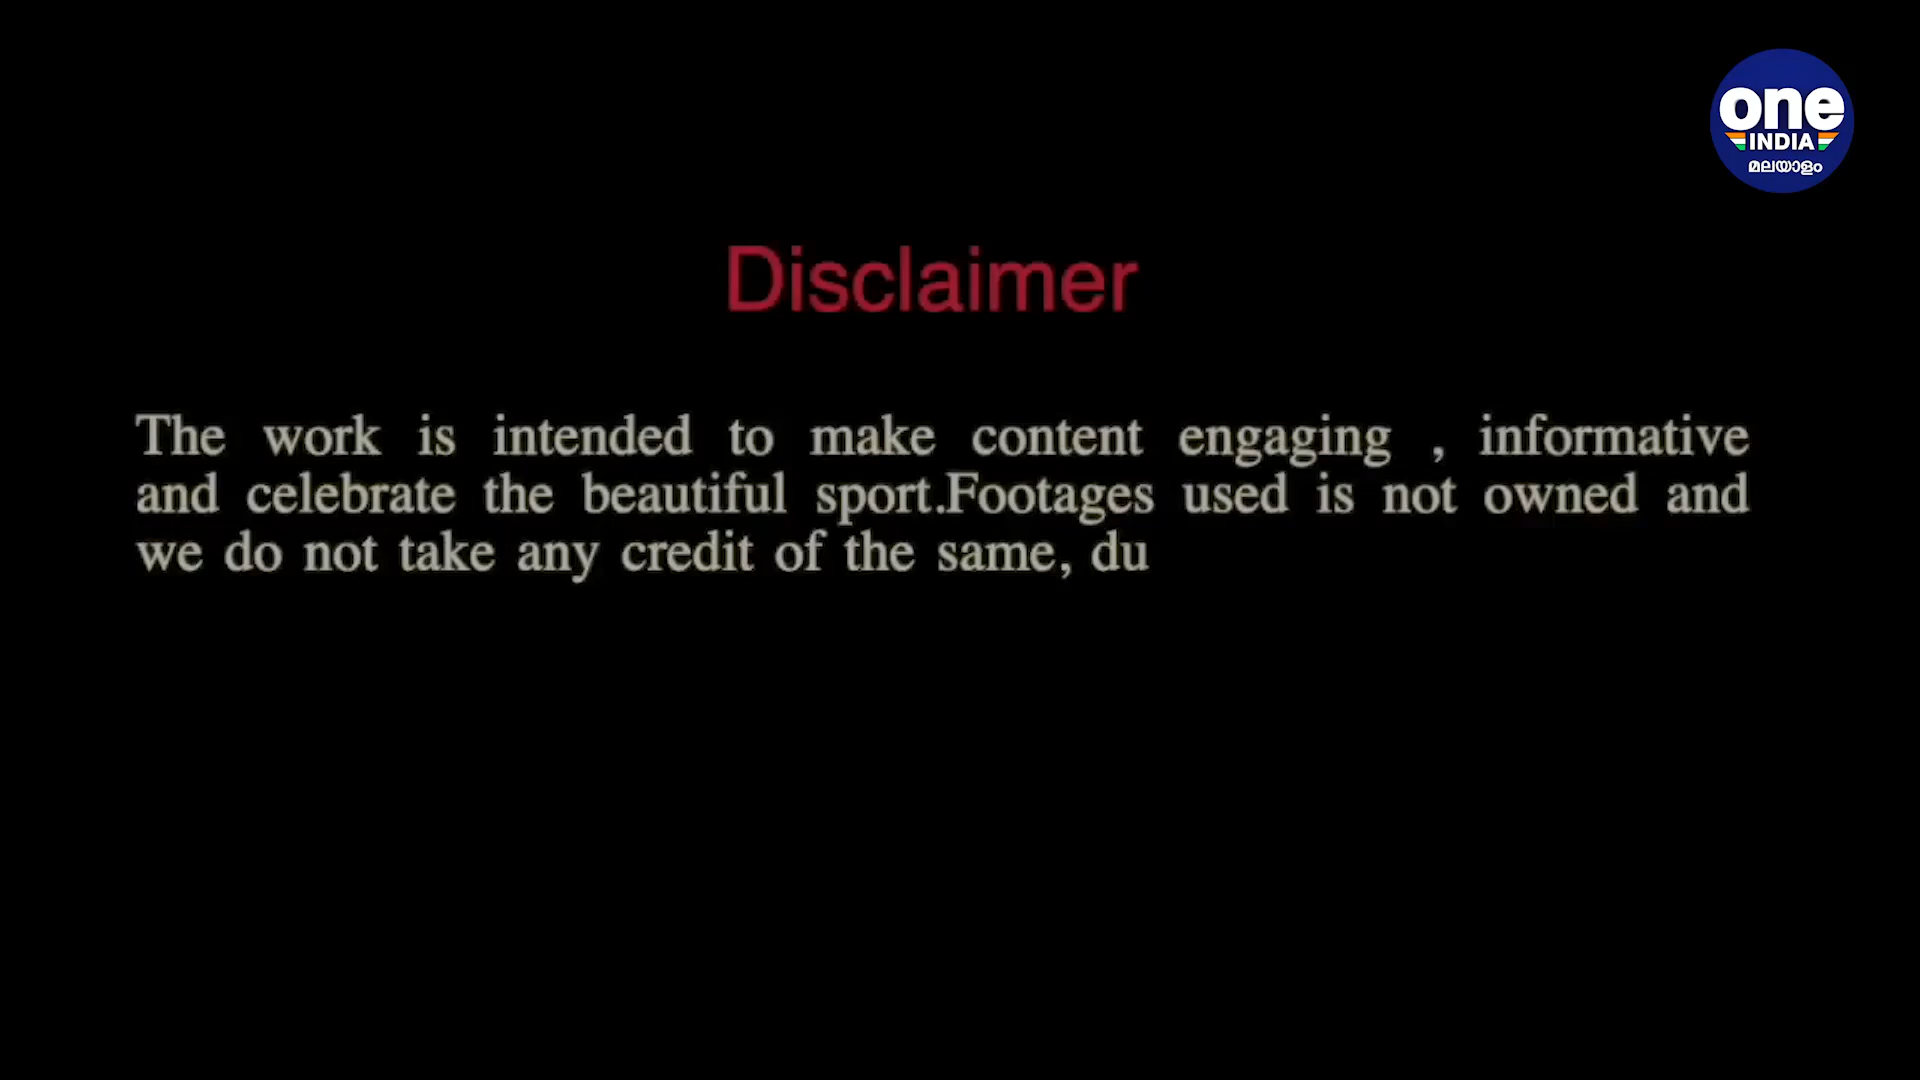 one
INDIA
മലയാളം
Disclaimer
The work is intended to make content engaging , informative
and celebrate the beautiful sport.Footages used is not owned and
we do not take any credit of the same, du